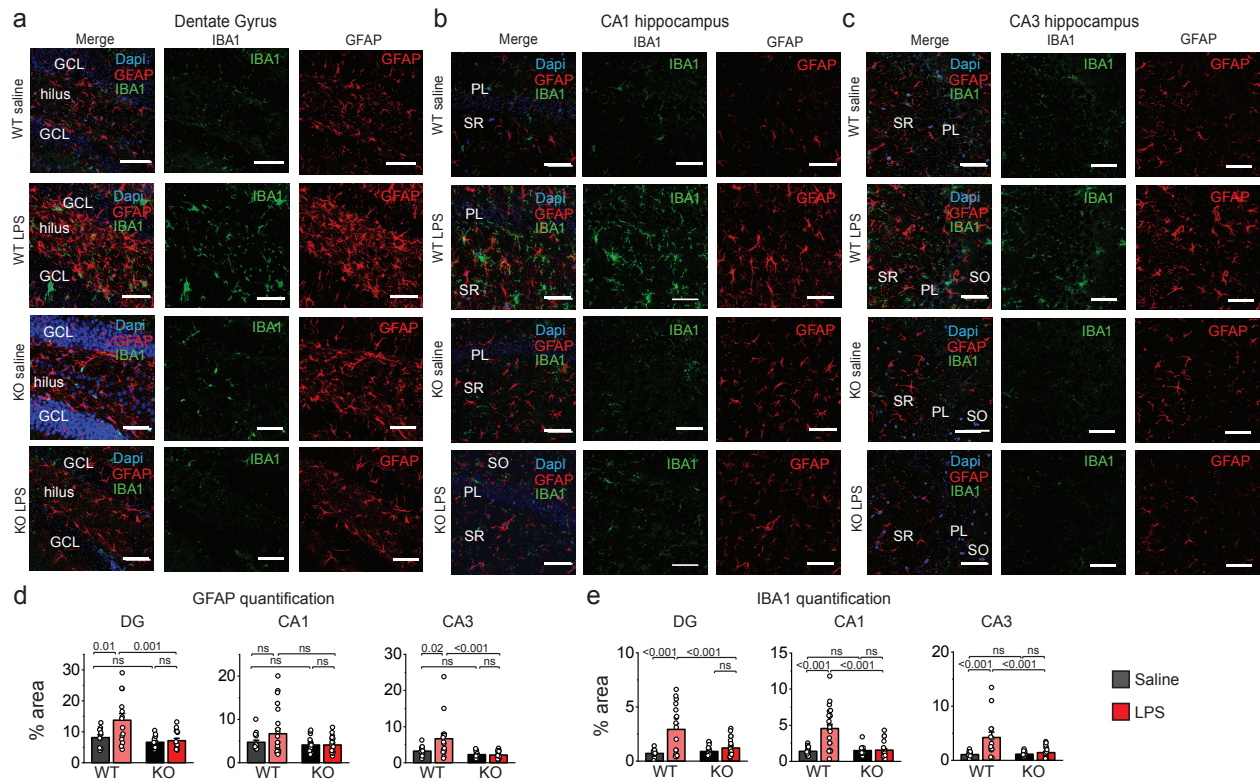 a
Dentate Gyrus
Merge IBA1 GFAP
b
CA1 hippocampus
Merge IBA1 GFAP
c
CA3 hippocampus
Merge IBA1 GFAP
WT saline
GCL
hilus
GCL
Dapi
GFAP
IBA1
IBA1
GFAP
WT saline
PL
SR
Dapi
GFAP
IBA1
IBA1
GFAP
WT saline
SR
PL
Dapi
GFAP
IBA1
IBA1
GFAP
WT LPS
GCL
hilus
GCL
Dapi
GFAP
IBA1
IBA1
GFAP
WT LPS
PL
SR
Dapi
GFAP
IBA1
IBA1
GFAP
WT LPS
SR
PL
SO
Dapi
GFAP
IBA1
IBA1
GFAP
KO saline
GCL
hilus
GCL
Dapi
GFAP
IBA1
IBA1
GFAP
KO saline
PL
SR
Dapi
GFAP
IBA1
IBA1
GFAP
KO saline
SR
PL
SO
Dapi
GFAP
IBA1
IBA1
GFAP
KO LPS
GCL
hilus
GCL
Dapi
GFAP
IBA1
IBA1
GFAP
KO LPS
SO
PL
SR
Dapi
GFAP
IBA1
IBA1
GFAP
KO LPS
SR
PL
SO
Dapi
GFAP
IBA1
IBA1
GFAP
d
GFAP quantification
DG
0.01 0.001
ns ns
% area
30
20
10
0
WT KO
CA1
ns ns
ns ns
20
10
0
WT KO
CA3
0.02 <0.001
ns ns
30
20
10
0
WT KO
e
IBA1 quantification
DG
<0.001 <0.001
ns
% area
10
5
0
WT KO
CA1
ns ns
<0.001 <0.001
15
10
5
0
WT KO
CA3
ns ns
<0.001 <0.001
20
10
0
WT KO
Saline
LPS